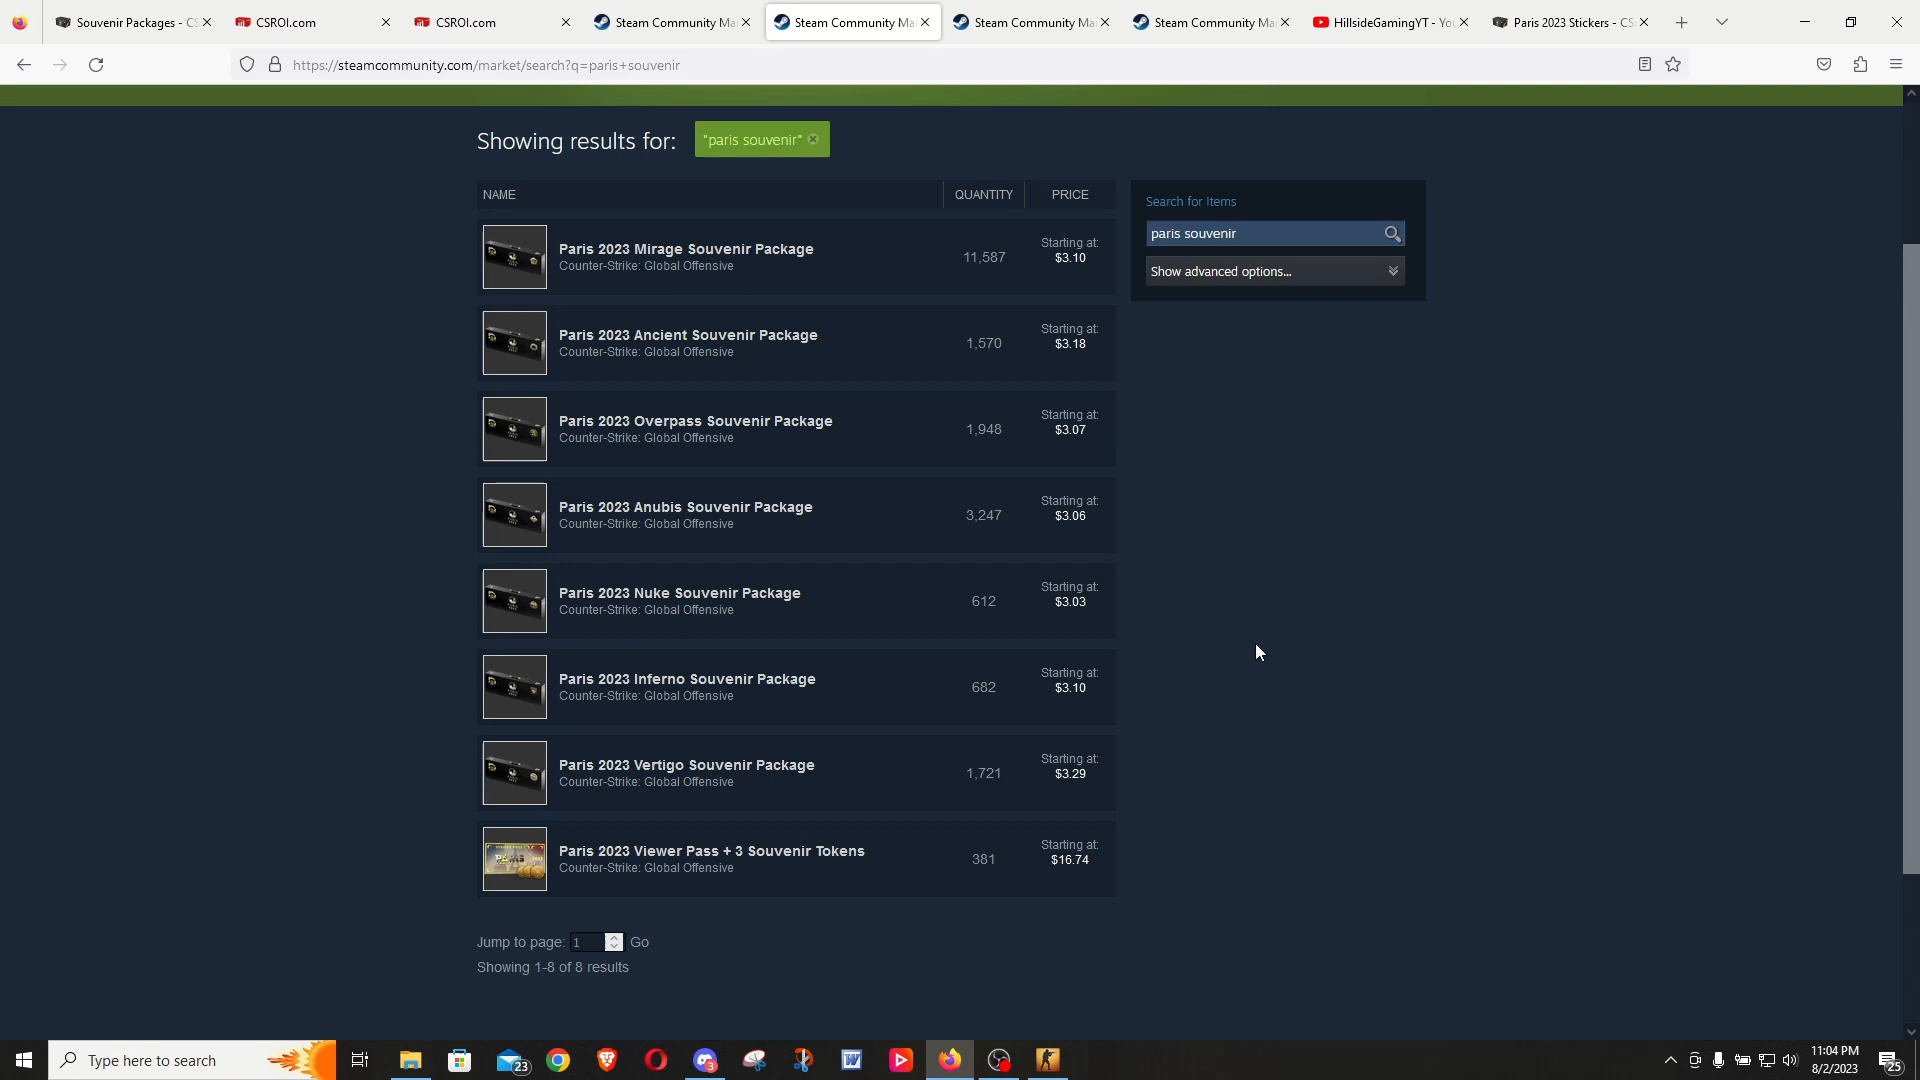 Souvenir Packages - CS
CSROI.com
CSROI.com
Steam Community Ma
Steam Community Ma
Steam Community Ma
Steam Community Ma
HillsideGamingYT - Yo
Paris 2023 Stickers - CS
https://steamcommunity.com/market/search?q=paris+souvenir
Showing results for: "paris souvenir"
NAME QUANTITY PRICE
Search for Items
paris souvenir
Show advanced options...
Paris 2023 Mirage Souvenir Package
Counter-Strike: Global Offensive
11,587
Starting at:
$3.10
Paris 2023 Ancient Souvenir Package
Counter-Strike: Global Offensive
1,570
Starting at:
$3.18
Paris 2023 Overpass Souvenir Package
Counter-Strike: Global Offensive
1,948
Starting at:
$3.07
Paris 2023 Anubis Souvenir Package
Counter-Strike: Global Offensive
3,247
Starting at:
$3.06
Paris 2023 Nuke Souvenir Package
Counter-Strike: Global Offensive
612
Starting at:
$3.03
Paris 2023 Inferno Souvenir Package
Counter-Strike: Global Offensive
682
Starting at:
$3.10
Paris 2023 Vertigo Souvenir Package
Counter-Strike: Global Offensive
1,721
Starting at:
$3.29
Paris 2023 Viewer Pass + 3 Souvenir Tokens
Counter-Strike: Global Offensive
381
Starting at:
$16.74
Jump to page: 1 Go
Showing 1-8 of 8 results
Type here to search
23
3
11:04 PM
8/2/2023
25